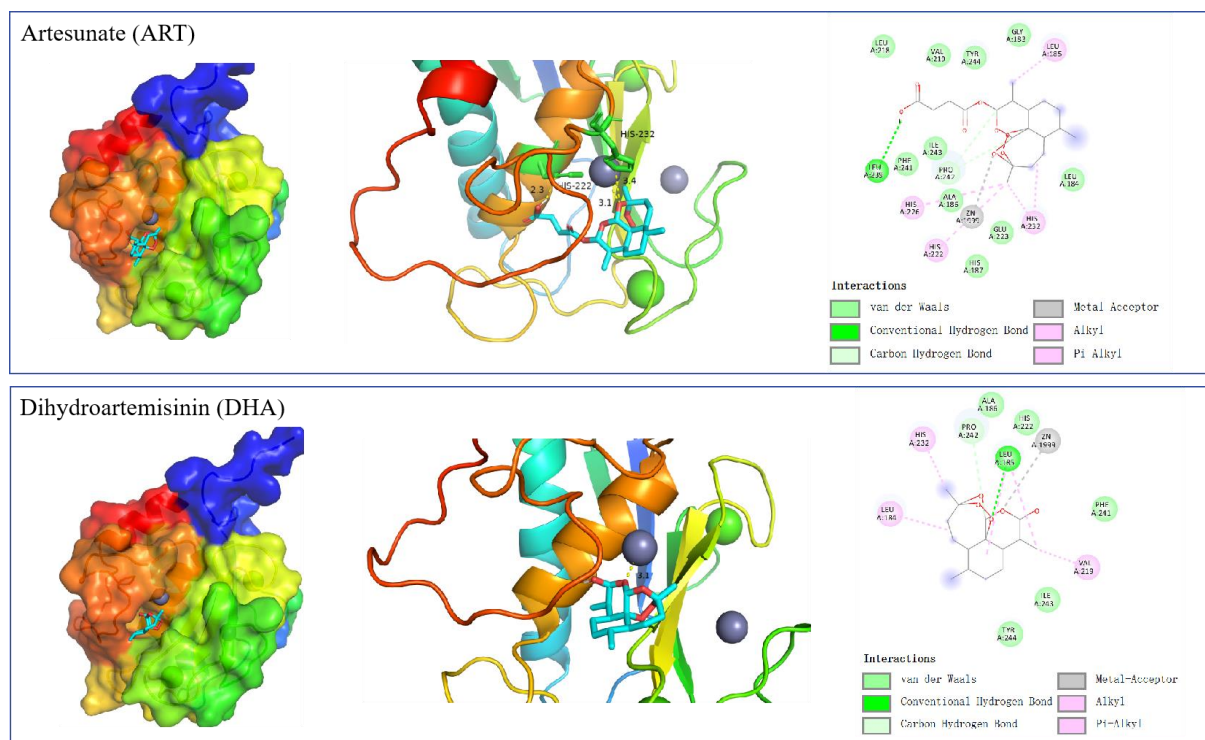 Artesunate (ART)
HIS-232
HIS-222
2.3
3.4
3.1
LEU
A:218
VAL
A:219
TYR
A:244
GLY
A:183
LEU
A:185
LEU
A:239
PHE
A:241
ILE
A:243
PRO
A:242
LEU
A:184
ALA
A:186
HIS
A:226
ZN
A:1999
HIS
A:232
GLU
A:223
HIS
A:222
HIS
A:187
Interactions
van der Waals
Conventional Hydrogen Bond
Carbon Hydrogen Bond
Metal Acceptor
Alkyl
Pi Alkyl
Dihydroartemisinin (DHA)
3.1
ALA
A:186
HIS
A:232
PRO
A:242
HIS
A:222
ZN
A:1999
LEU
A:185
LEU
A:184
PHE
A:241
VAL
A:219
ILE
A:243
TYR
A:244
Interactions
van der Waals
Conventional Hydrogen Bond
Carbon Hydrogen Bond
Metal-Acceptor
Alkyl
Pi-Alkyl